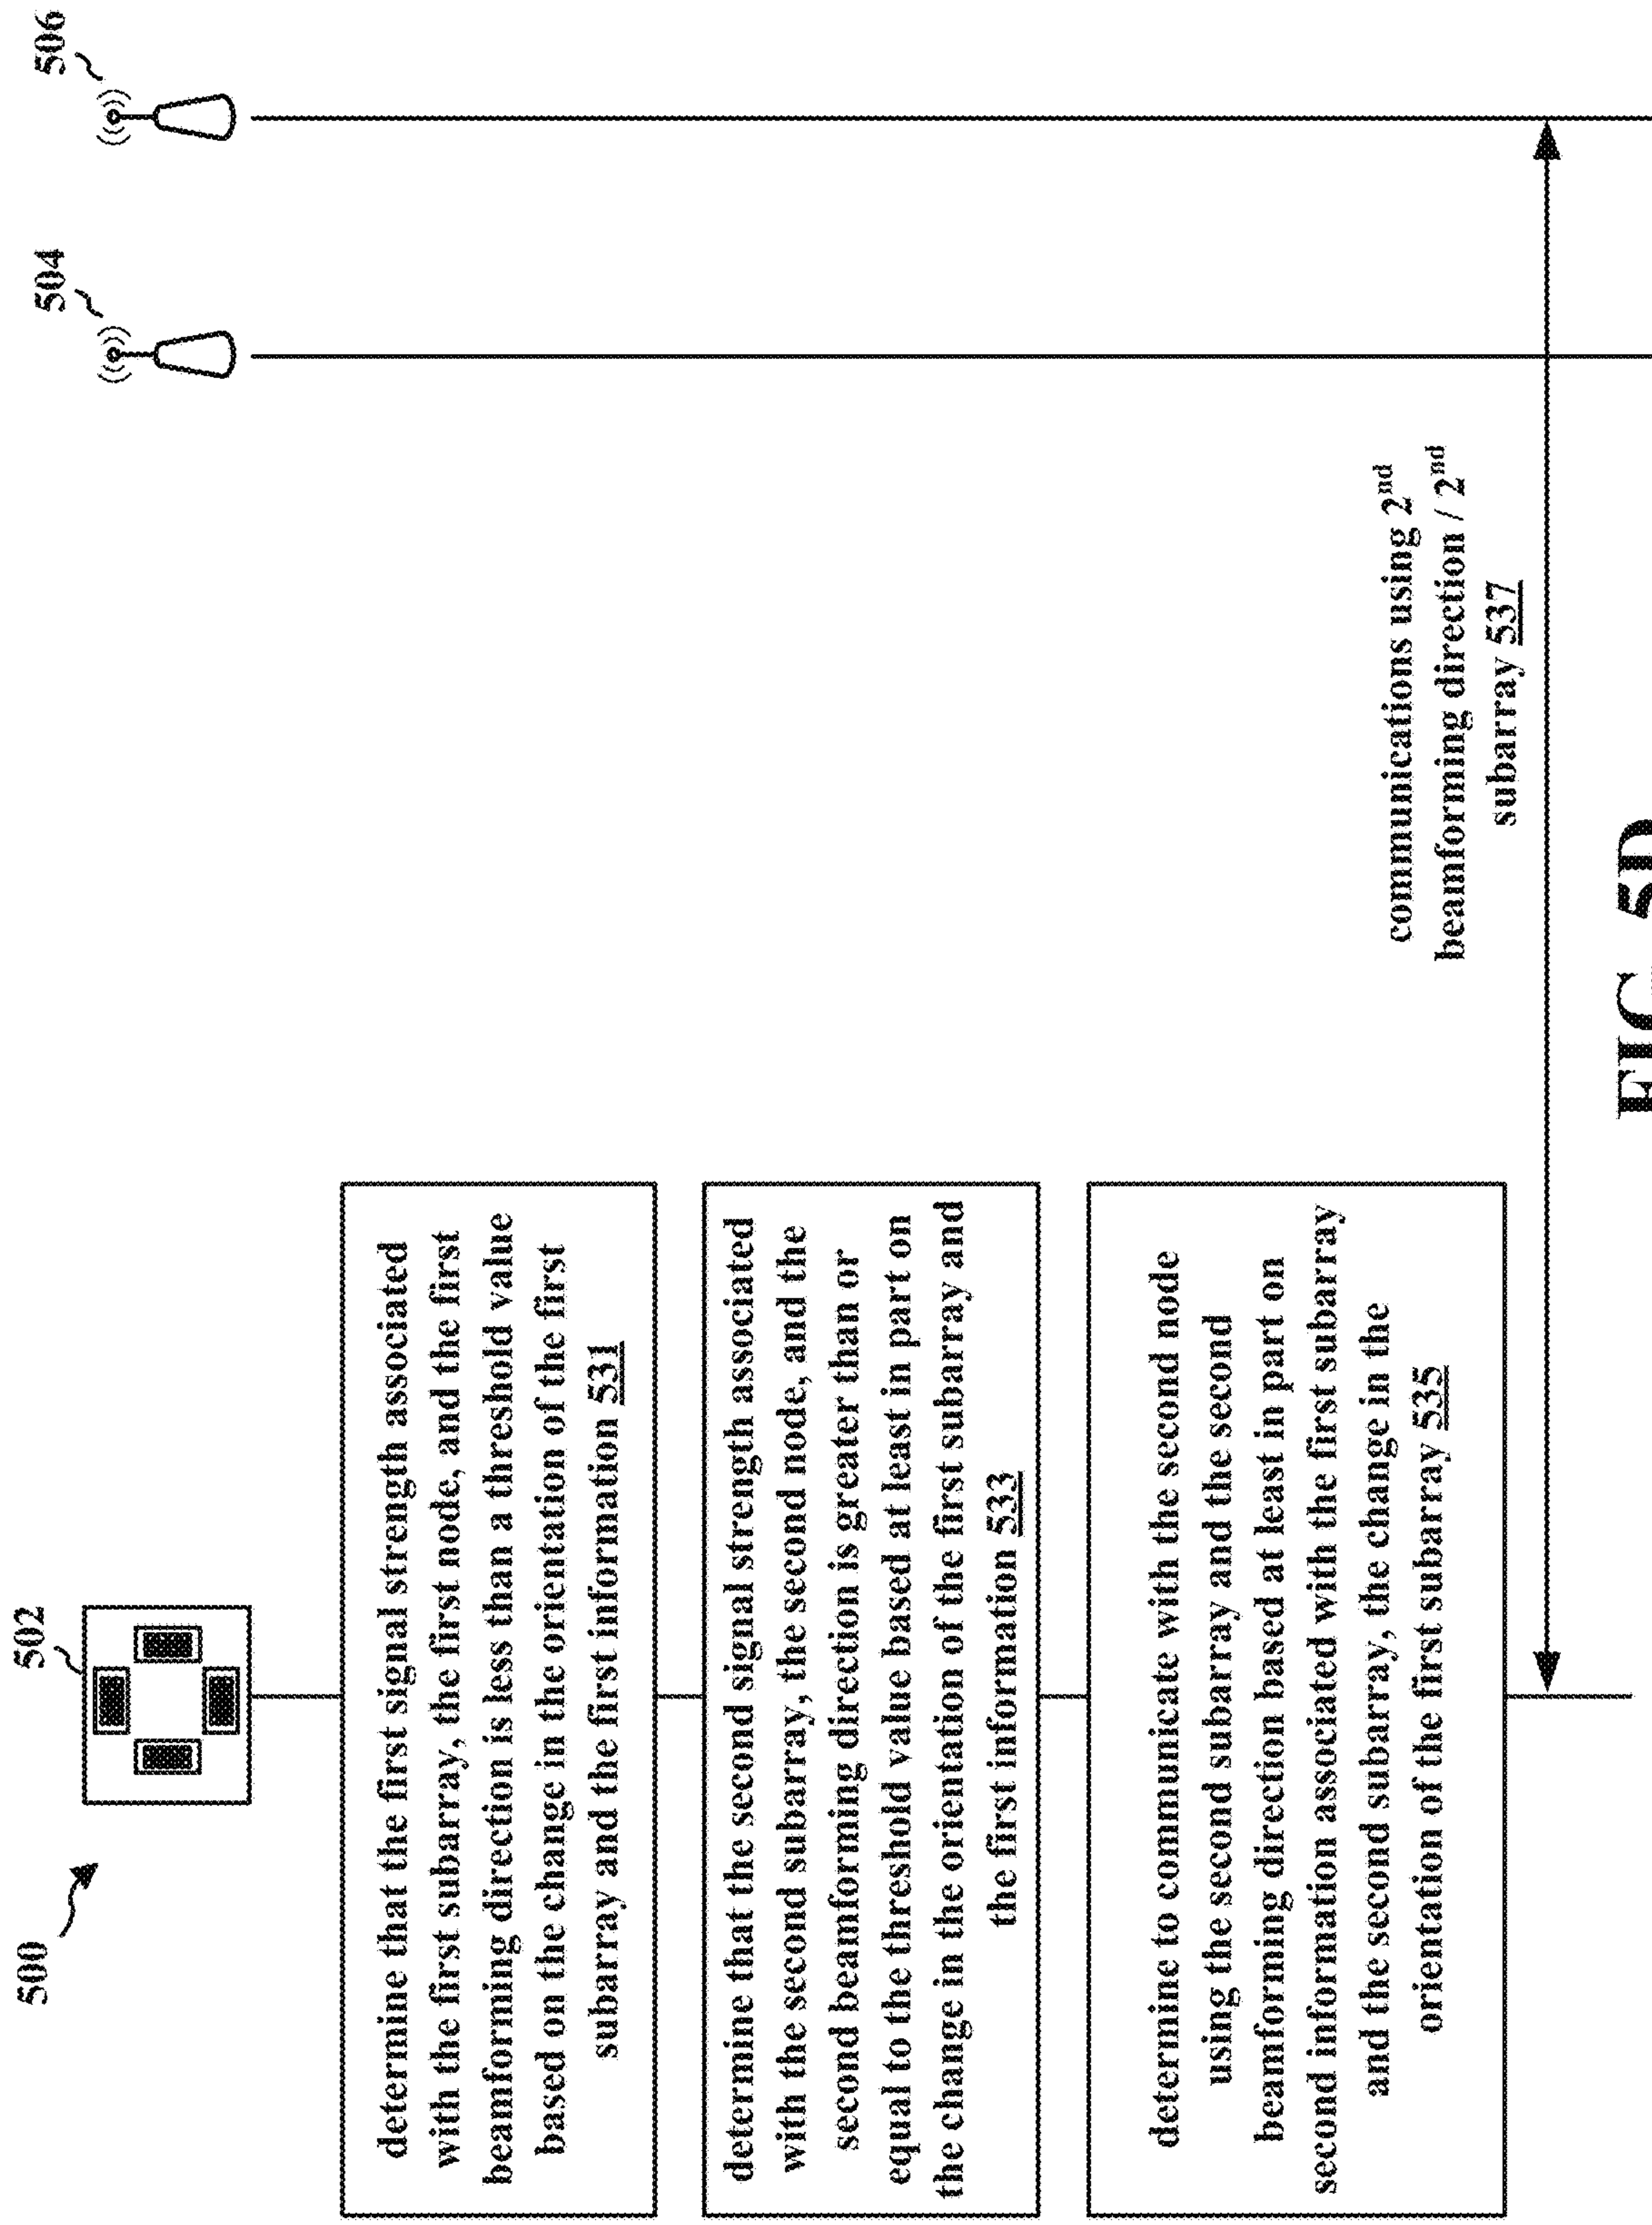 500
502
504
506
determine that the first signal strength associated
with the first subarray, the first node, and the first
beamforming direction is less than a threshold value
based on the change in the orientation of the first
subarray and the first information 531
determine that the second signal strength associated
with the second subarray, the second node, and the
second beamforming direction is greater than or
equal to the threshold value based at least in part on
the change in the orientation of the first subarray and
the first information 533
determine to communicate with the second node
using the second subarray and the second
beamforming direction based at least in part on
second information associated with the first subarray
and the second subarray, the change in the
orientation of the first subarray 535
communications using 2nd
beamforming direction / 2nd
subarray 537
FIG. 5D